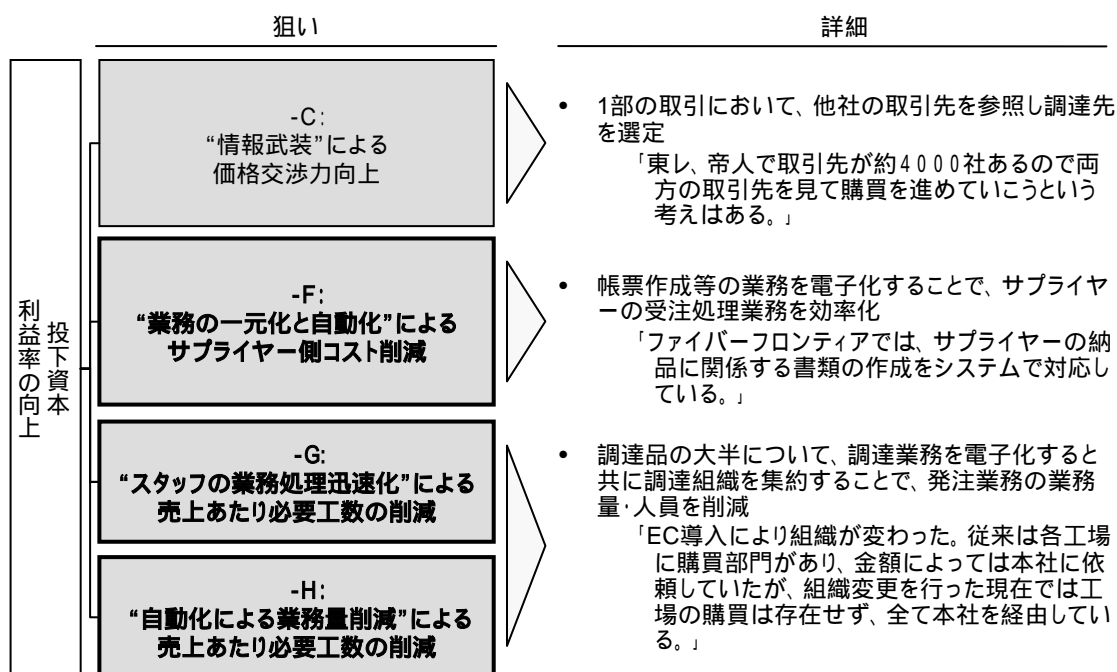 狙い
詳細
投下資本
利益率の向上
-C:
“情報武装”による
価格交渉力向上
• 1部の取引において、他社の取引先を参照し調達先
を選定
「東レ、帝人で取引先が約4000社あるので両
方の取引先を見て購買を進めていこうという
考えはある。」
-F:
“業務の一元化と自動化”による
サプライヤー側コスト削減
• 帳票作成等の業務を電子化することで、サプライヤ
ーの受注処理業務を効率化
「ファイバーフロンティアでは、サプライヤーの納
品に関係する書類の作成をシステムで対応し
ている。」
-G:
“スタッフの業務処理迅速化”による
売上あたり必要工数の削減
-H:
“自動化による業務量削減”による
売上あたり必要工数の削減
• 調達品の大半について、調達業務を電子化すると
共に調達組織を集約することで、発注業務の業務
量・人員を削減
「EC導入により組織が変わった。従来は各工場
に購買部門があり、金額によっては本社に依
頼していたが、組織変更を行った現在では工
場の購買は存在せず、全て本社を経由してい
る。」